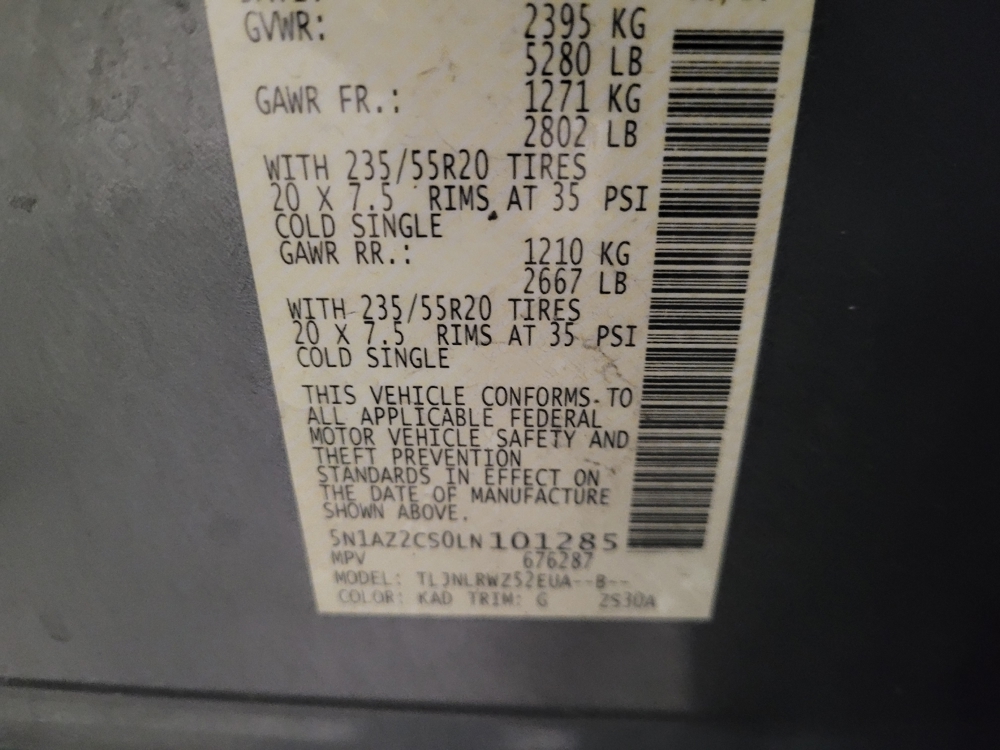 GVWR: 2395 KG
5280 LB
GAWR FR.: 1271 KG
2802 LB
WITH 235/55R20 TIRES
20 X 7.5 RIMS AT 35 PSI
COLD SINGLE
GAWR RR.: 1210 KG
2667 LB
WITH 235/55R20 TIRES
20 X 7.5 RIMS AT 35 PSI
COLD SINGLE
THIS VEHICLE CONFORMS TO
ALL APPLICABLE FEDERAL
MOTOR VEHICLE SAFETY AND
THEFT PREVENTION
STANDARDS IN EFFECT ON
THE DATE OF MANUFACTURE
SHOWN ABOVE.
5N1AZ2CS0LN101285
MPV 676287
MODEL: TLJNLRWZ52EUA--B--
COLOR: KAD TRIM: G 2S30A